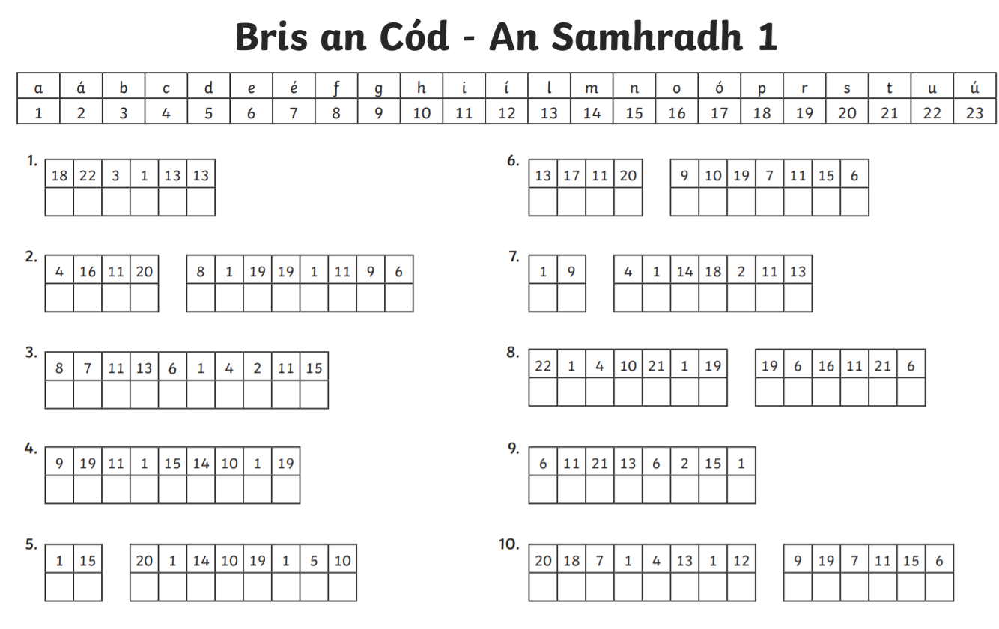 Bris an Cód - An Samhradh 1
a á b c d e é f g h i í l m n o ó p r s t u ú
1 2 3 4 5 6 7 8 9 10 11 12 13 14 15 16 17 18 19 20 21 22 23
1. 18 22 3 1 13 13
2. 4 16 11 20 8 1 19 19 1 11 9 6
3. 8 7 11 13 6 1 4 2 11 15
4. 9 19 11 1 15 14 10 1 19
5. 1 15 20 1 14 10 19 1 5 10
6. 13 17 11 20 9 10 19 7 11 15 6
7. 1 9 4 1 14 18 2 11 13
8. 22 1 4 10 21 1 19 19 6 16 11 21 6
9. 6 11 21 13 6 2 15 1
10. 20 18 7 1 4 13 1 12 9 19 7 11 15 6